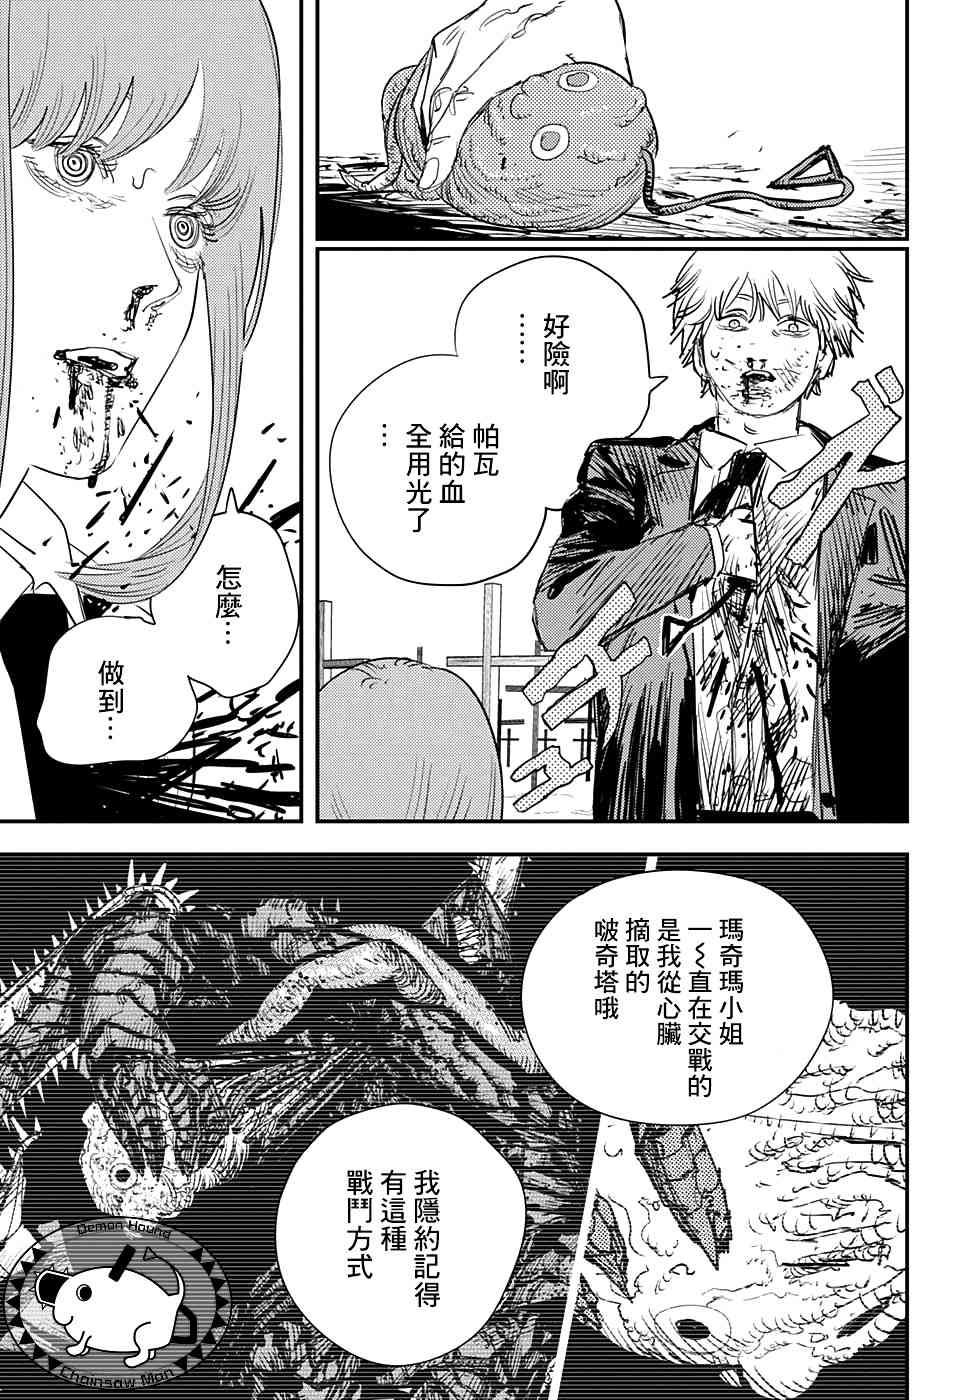 好險啊
……
帕瓦
給的血
全用光了
…
怎麼…
做到…
瑪奇瑪小姐
一~直在交戰的
是我從心臟
摘取的
啵奇塔哦
我隱約記得
有這種
戰鬥方式
Demon Hound
Chainsaw Man